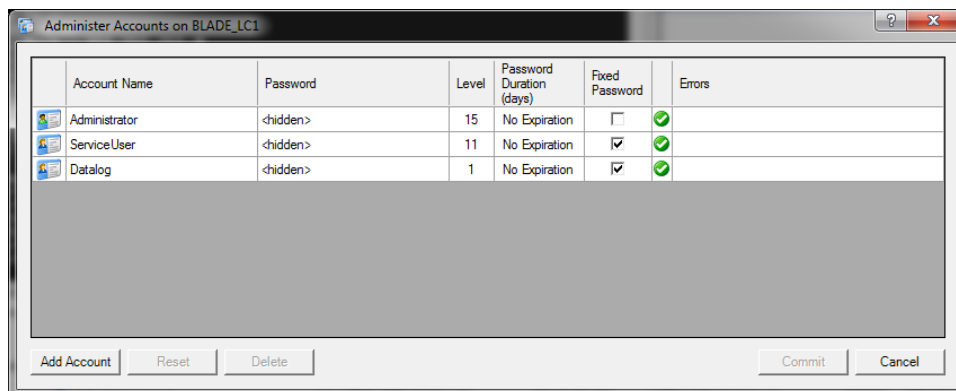 Administer Accounts on BLADE_LC1
Account Name Password Level Password Duration (days) Fixed Password Errors
Administrator <hidden> 15 No Expiration
ServiceUser <hidden> 11 No Expiration
Datalog <hidden> 1 No Expiration
Add Account Reset Delete Commit Cancel